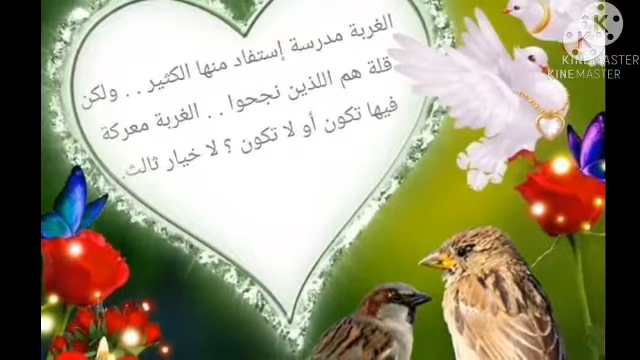 الغربة مدرسة إستفاد منها الكثير . . ولكن
قلة هم اللذين نجحوا . . الغربة معركة
فيها تكون أو لا تكون ؟ لا خيار ثالث.
KINEMASTER
KINEMASTER